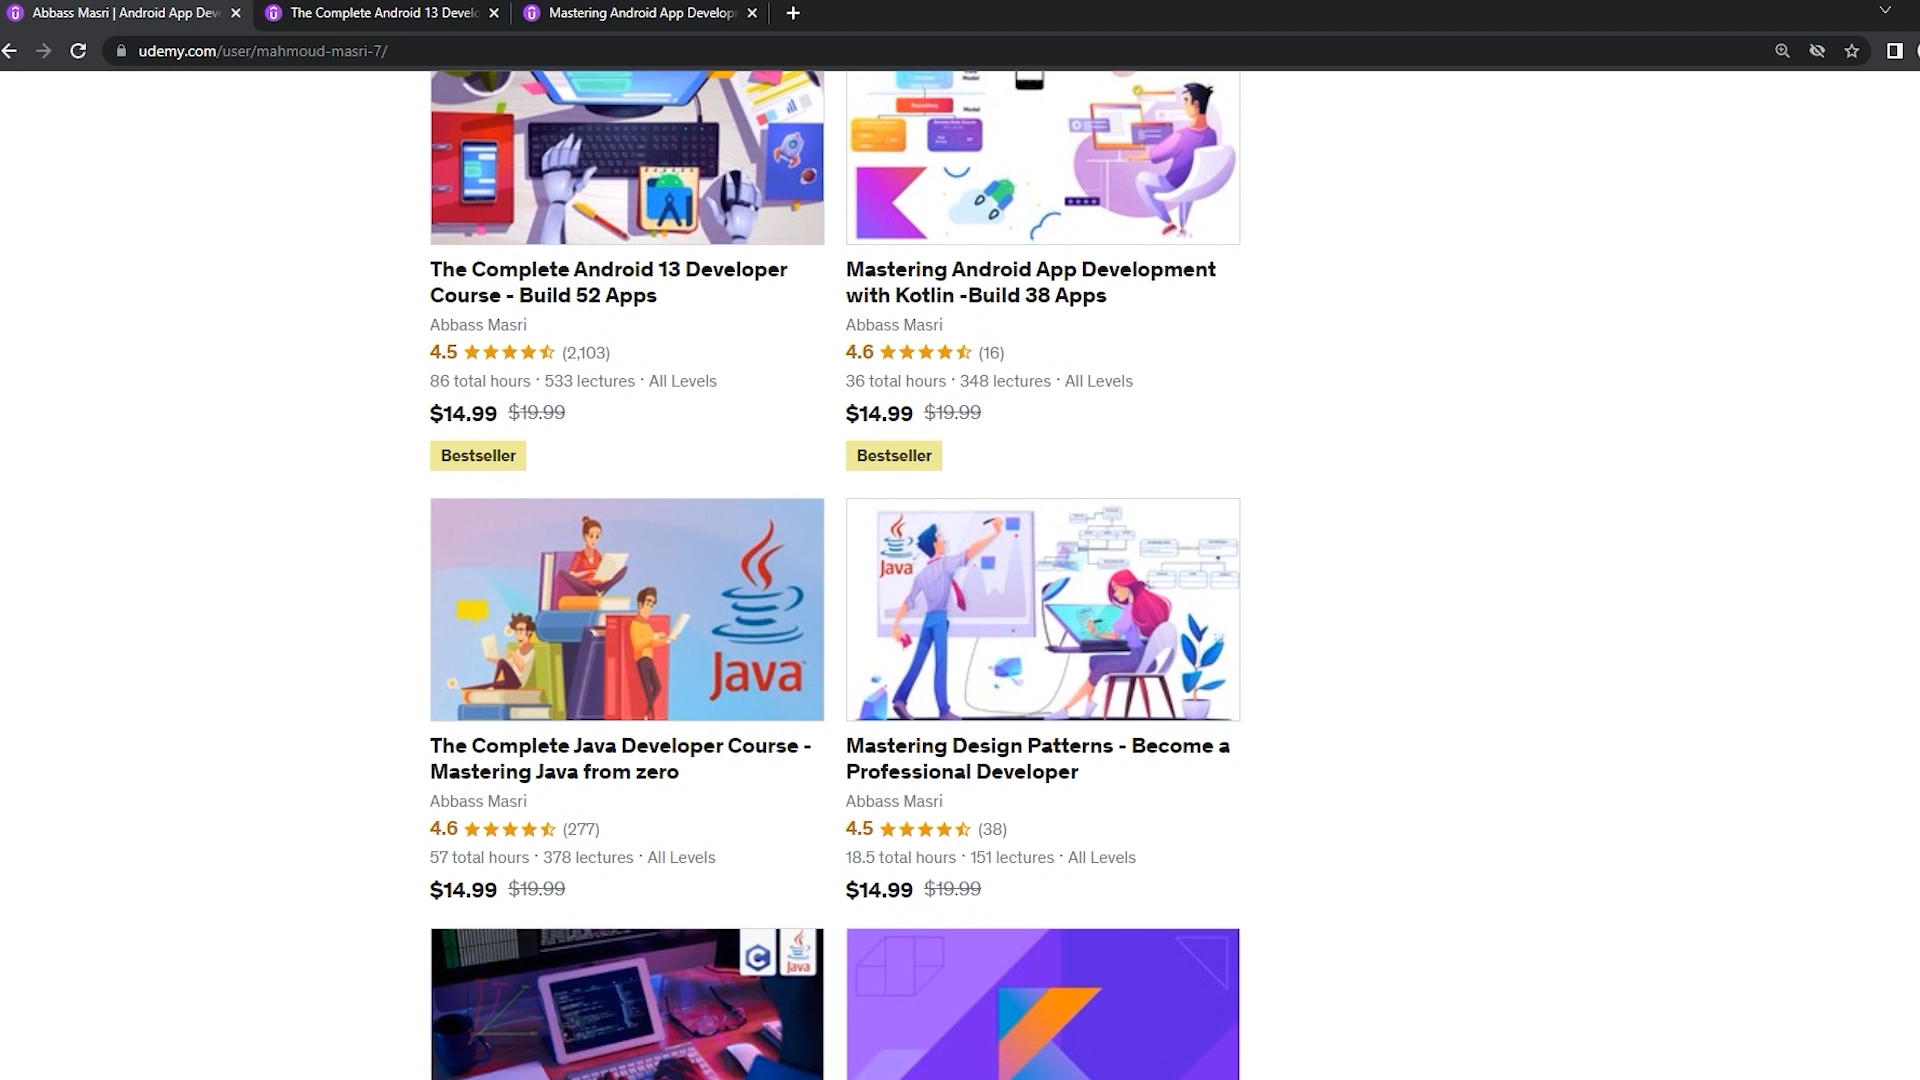 Abbass Masri | Android App Dev
The Complete Android 13 Develo
Mastering Android App Develop
udemy.com/user/mahmoud-masri-7/
Model
Repository
Model
The Complete Android 13 Developer
Course - Build 52 Apps
Abbass Masri
4.5 (2,103)
86 total hours · 533 lectures · All Levels
$14.99 $19.99
Bestseller
Mastering Android App Development
with Kotlin -Build 38 Apps
Abbass Masri
4.6 (16)
36 total hours · 348 lectures · All Levels
$14.99 $19.99
Bestseller
Java
Java
The Complete Java Developer Course -
Mastering Java from zero
Abbass Masri
4.6 (277)
57 total hours · 378 lectures · All Levels
$14.99 $19.99
Mastering Design Patterns - Become a
Professional Developer
Abbass Masri
4.5 (38)
18.5 total hours · 151 lectures · All Levels
$14.99 $19.99
C
Java